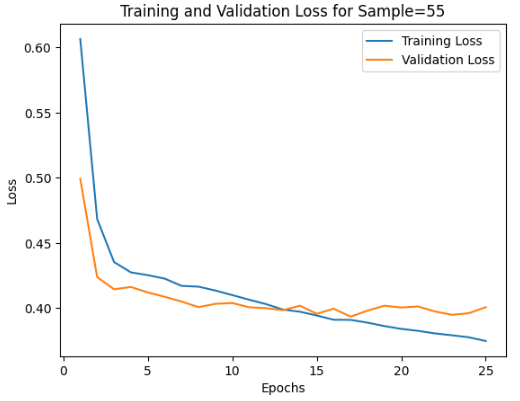 Training and Validation Loss for Sample=55
Training Loss
Validation Loss
Loss
0.60
0.55
0.50
0.45
0.40
0
5
10
15
20
25
Epochs